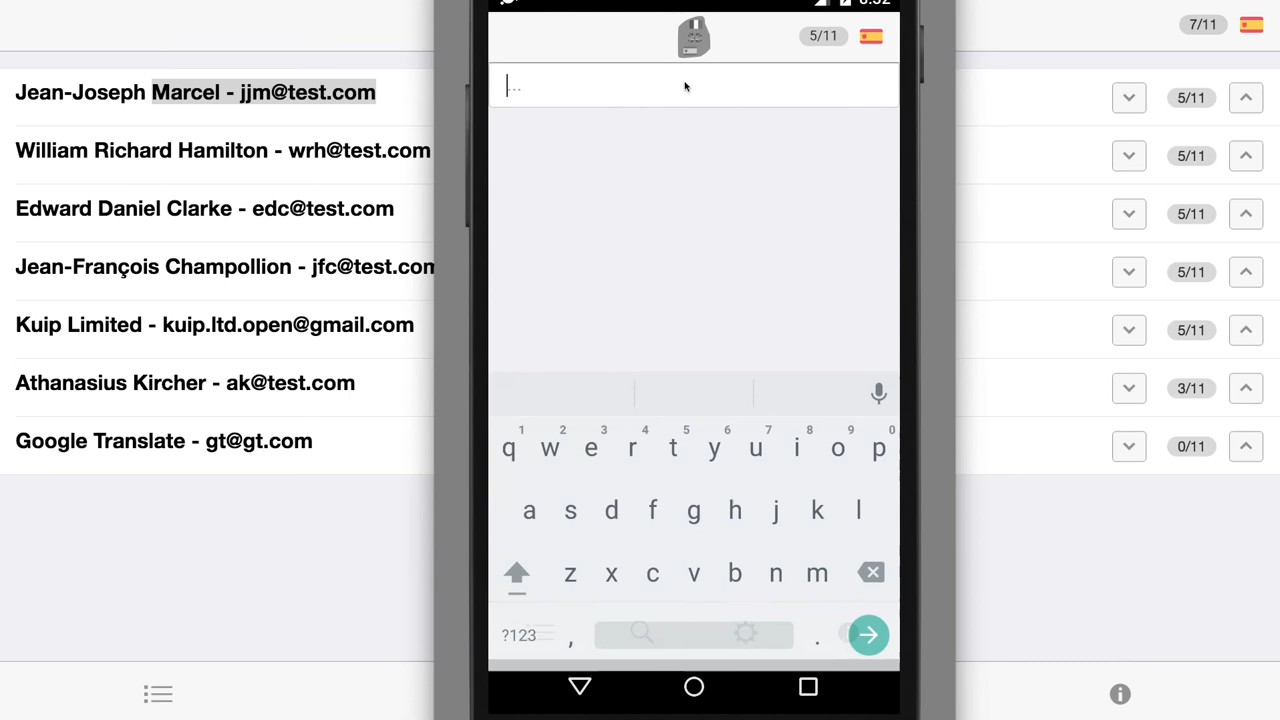 8:52
5/11
7/11
...
Jean-Joseph Marcel - jjm@test.com
5/11
William Richard Hamilton - wrh@test.com
5/11
Edward Daniel Clarke - edc@test.com
5/11
Jean-François Champollion - jfc@test.com
5/11
Kuip Limited - kuip.ltd.open@gmail.com
5/11
Athanasius Kircher - ak@test.com
3/11
Google Translate - gt@gt.com
0/11
1 2 3 4 5 6 7 8 9 0
q w e r t y u i o p
a s d f g h j k l
z x c v b n m
?123 , .